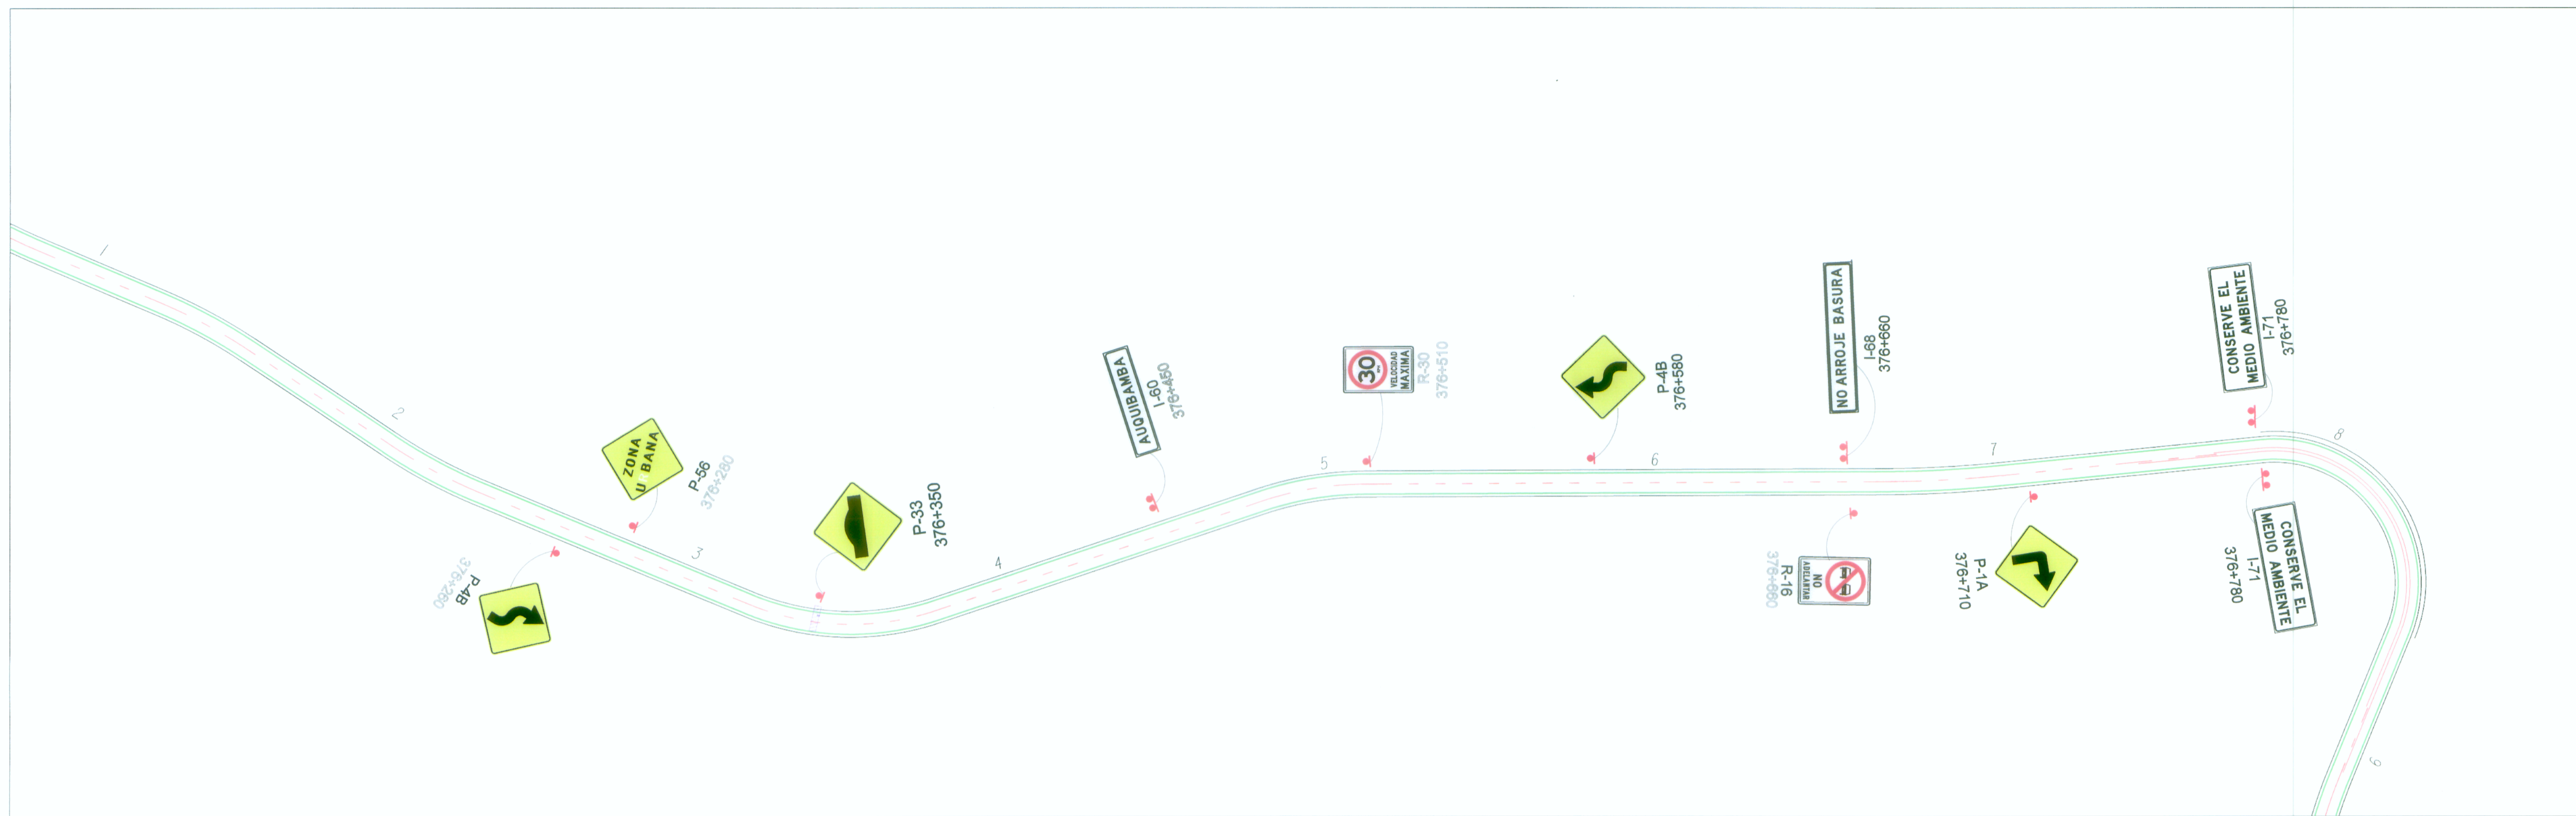 1
2
ZONA
U BANA
P-56
376+280
P-4B
376+260
3
P-33
376+350
4
AUQUIBAMBA
I-60
376+450
5
30
VELOCIDAD
MAXIMA
R-30
376+510
P-4B
376+580
6
NO ARROJE BASURA
I-68
376+660
NO
ADELANTAR
R-16
376+660
7
P-1A
376+710
CONSERVE EL
MEDIO AMBIENTE
I-71
376+780
8
CONSERVE EL
MEDIO AMBIENTE
I-71
376+780
9